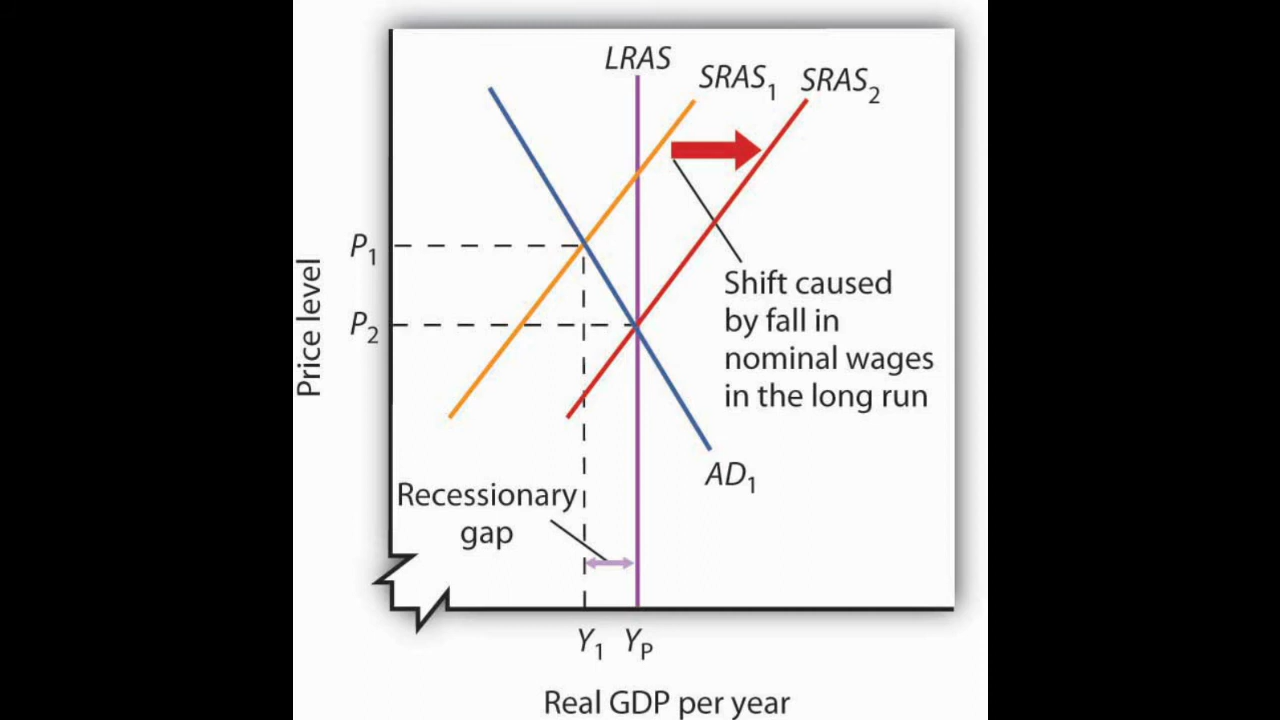 LRAS
SRAS1
SRAS2
P1
P2
Price level
Shift caused
by fall in
nominal wages
in the long run
AD1
Recessionary
gap
Y1
YP
Real GDP per year